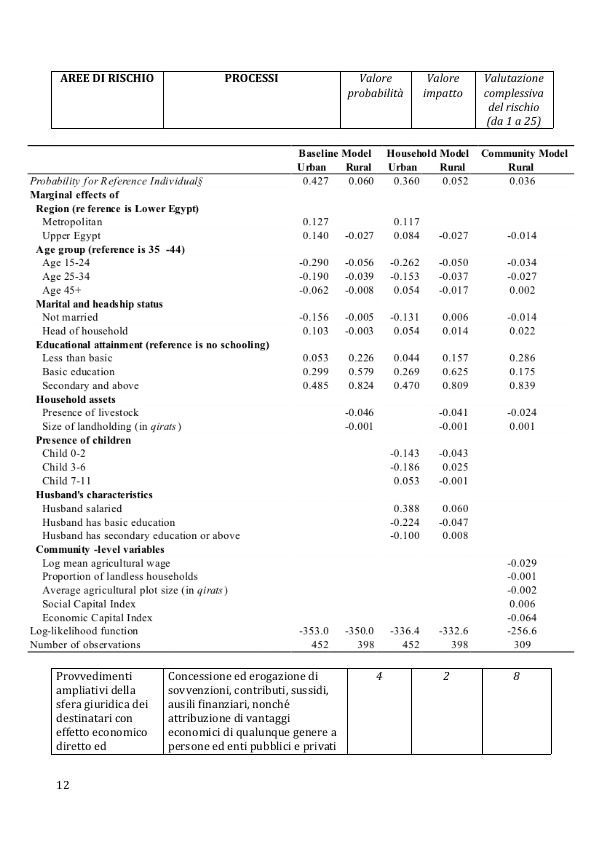 AREE DI RISCHIO PROCESSI Valore Valore Valutazione
probabilità impatto complessiva
del rischio
(da 1 a 25)
Baseline Model Household Model Community Model
Urban Rural Urban Rural Rural
Probability for Reference Individual§ 0.427 0.060 0.360 0.052 0.036
Marginal effects of
Region (re ference is Lower Egypt)
Metropolitan 0.127 0.117
Upper Egypt 0.140 -0.027 0.084 -0.027 -0.014
Age group (reference is 35 -44)
Age 15-24 -0.290 -0.056 -0.262 -0.050 -0.034
Age 25-34 -0.190 -0.039 -0.153 -0.037 -0.027
Age 45+ -0.062 -0.008 0.054 -0.017 0.002
Marital and headship status
Not married -0.156 -0.005 -0.131 0.006 -0.014
Head of household 0.103 -0.003 0.054 0.014 0.022
Educational attainment (reference is no schooling)
Less than basic 0.053 0.226 0.044 0.157 0.286
Basic education 0.299 0.579 0.269 0.625 0.175
Secondary and above 0.485 0.824 0.470 0.809 0.839
Household assets
Presence of livestock -0.046 -0.041 -0.024
Size of landholding (in qirats) -0.001 -0.001 0.001
Presence of children
Child 0-2 -0.143 -0.043
Child 3-6 -0.186 0.025
Child 7-11 0.053 -0.001
Husband's characteristics
Husband salaried 0.388 0.060
Husband has basic education -0.224 -0.047
Husband has secondary education or above -0.100 0.008
Community -level variables
Log mean agricultural wage -0.029
Proportion of landless households -0.001
Average agricultural plot size (in qirats) -0.002
Social Capital Index 0.006
Economic Capital Index -0.064
Log-likelihood function -353.0 -350.0 -336.4 -332.6 -256.6
Number of observations 452 398 452 398 309
Provvedimenti Concessione ed erogazione di 4 2 8
ampliativi della sovvenzioni, contributi, sussidi,
sfera giuridica dei ausili finanziari, nonché
destinatari con attribuzione di vantaggi
effetto economico economici di qualunque genere a
diretto ed persone ed enti pubblici e privati
12